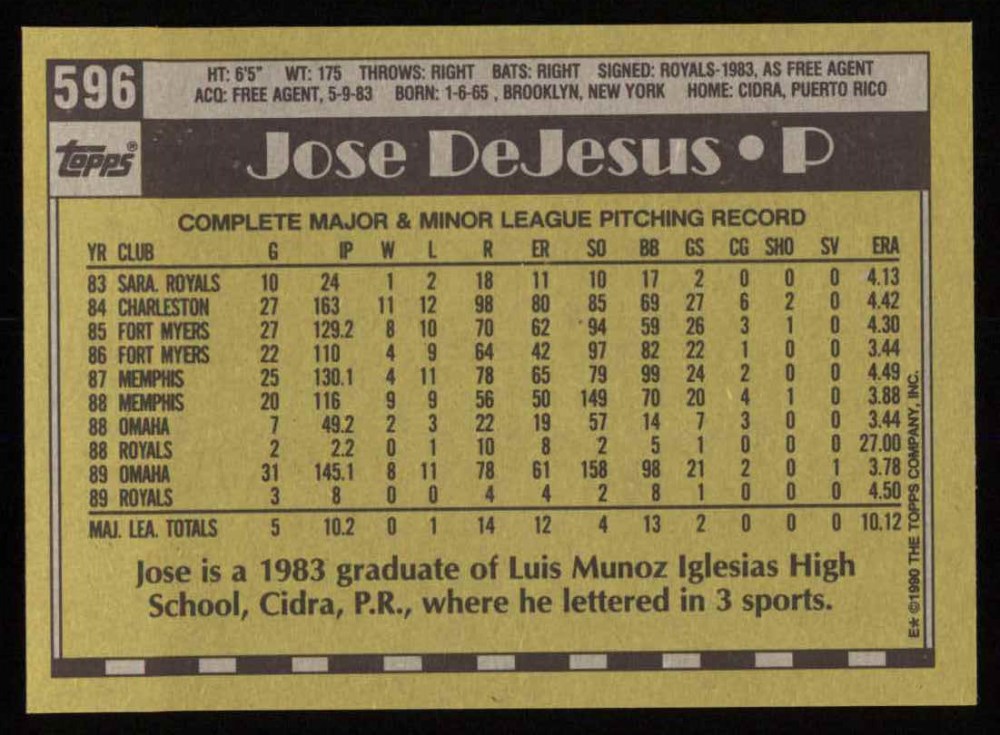 596
HT: 6'5" WT: 175 THROWS: RIGHT BATS: RIGHT SIGNED: ROYALS-1983, AS FREE AGENT
ACQ: FREE AGENT, 5-9-83 BORN: 1-6-65 , BROOKLYN, NEW YORK HOME: CIDRA, PUERTO RICO
topps®
Jose DeJesus • P
COMPLETE MAJOR & MINOR LEAGUE PITCHING RECORD
YR CLUB G IP W L R ER SO BB GS CG SHO SV ERA
83 SARA. ROYALS 10 24 1 2 18 11 10 17 2 0 0 0 4.13
84 CHARLESTON 27 163 11 12 98 80 85 69 27 6 2 0 4.42
85 FORT MYERS 27 129.2 8 10 70 62 94 59 26 3 1 0 4.30
86 FORT MYERS 22 110 4 9 64 42 97 82 22 1 0 0 3.44
87 MEMPHIS 25 130.1 4 11 78 65 79 99 24 2 0 0 4.49
88 MEMPHIS 20 116 9 9 56 50 149 70 20 4 1 0 3.88
88 OMAHA 7 49.2 2 3 22 19 57 14 7 3 0 0 3.44
88 ROYALS 2 2.2 0 1 10 8 2 5 1 0 0 0 27.00
89 OMAHA 31 145.1 8 11 78 61 158 98 21 2 0 1 3.78
89 ROYALS 3 8 0 0 4 4 2 8 1 0 0 0 4.50
MAJ. LEA. TOTALS 5 10.2 0 1 14 12 4 13 2 0 0 0 10.12
Jose is a 1983 graduate of Luis Munoz Iglesias High
School, Cidra, P.R., where he lettered in 3 sports.
E* ©1990 THE TOPPS COMPANY, INC.